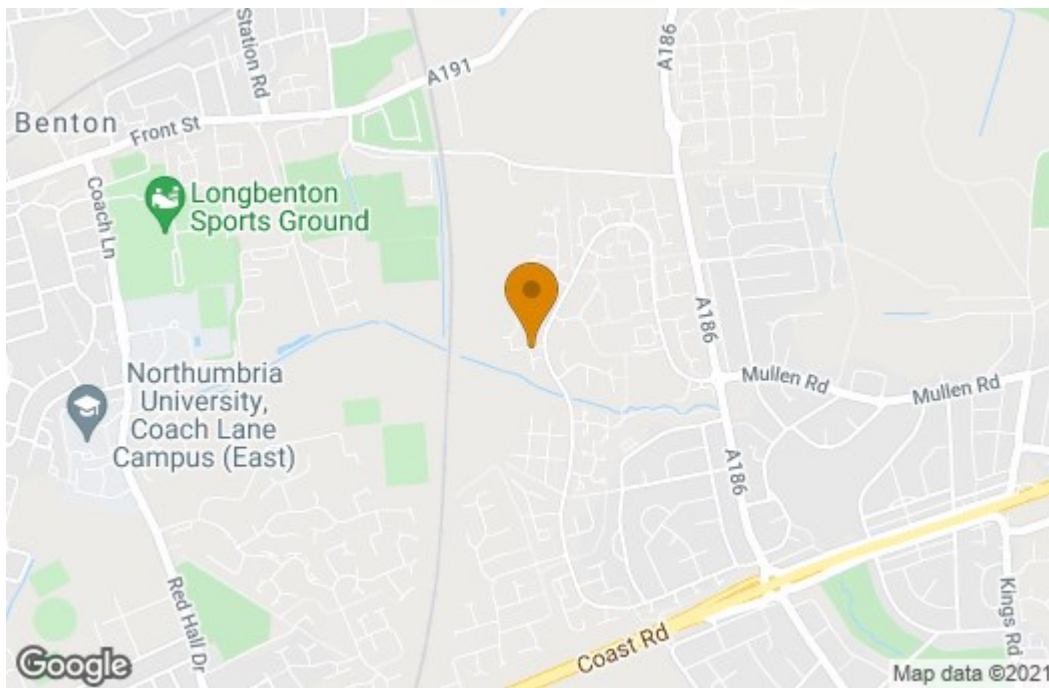 Station Rd
A191
A186
Benton
Front St
Coach Ln
Longbenton
Sports Ground
A186
Mullen Rd
Mullen Rd
Northumbria
University,
Coach Lane
Campus (East)
A186
Red Hall Dr
Kings Rd
Coast Rd
Google
Map data ©2021